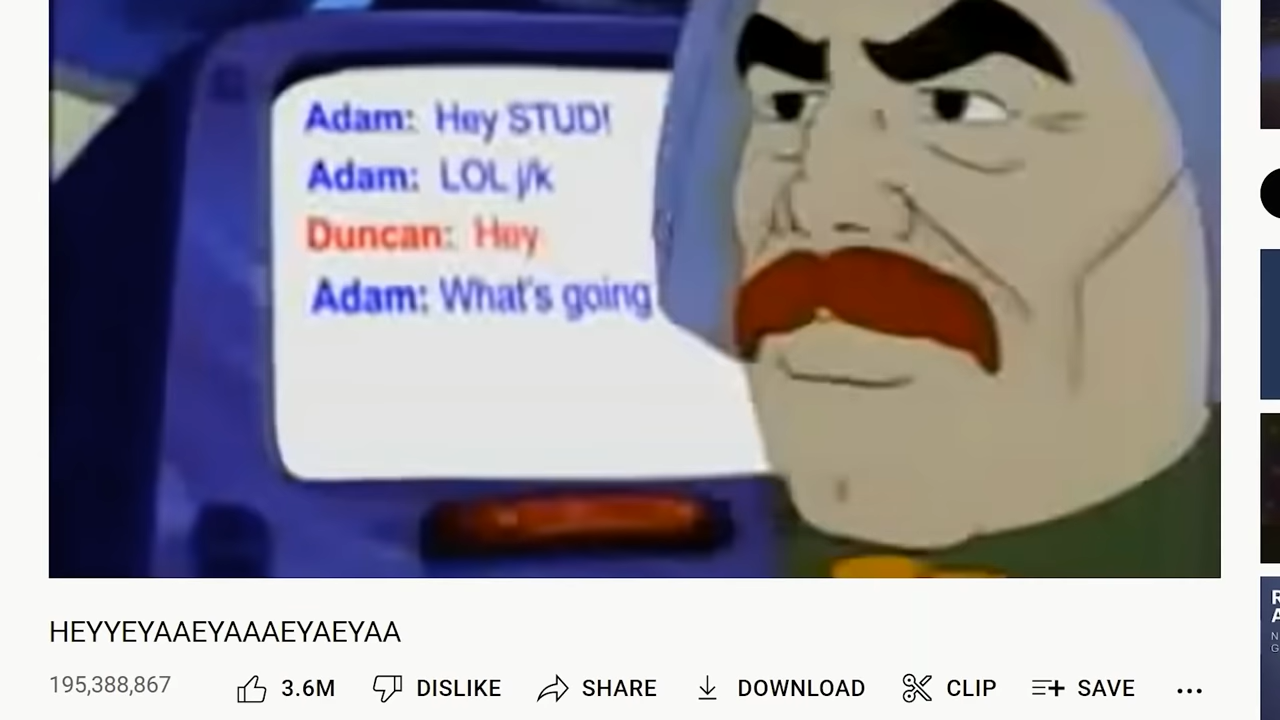 Adam: Hey STUD!
Adam: LOL j/k
Duncan: Hey
Adam: What's going
HEYYEYAAEYAAAEYAEYAA
195,388,867 3.6M DISLIKE SHARE DOWNLOAD CLIP SAVE ...